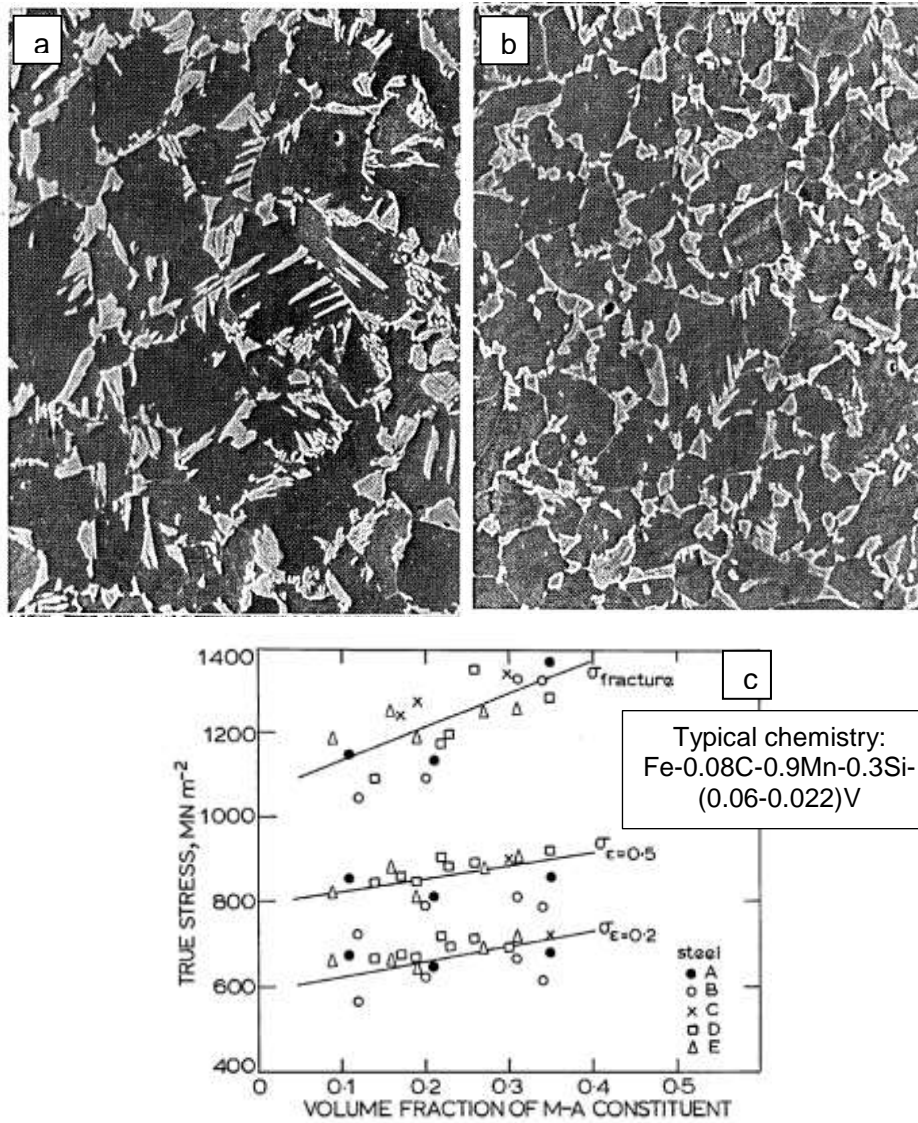 a
b
c
1400
1200
1000
800
600
400
TRUE STRESS, MN m-2
σfracture
σε=0.5
σε=0.2
Typical chemistry:
Fe-0.08C-0.9Mn-0.3Si-
(0.06-0.022)V
steel
● A
○ B
× C
□ D
△ E
0 0.1 0.2 0.3 0.4 0.5
VOLUME FRACTION OF M-A CONSTITUENT